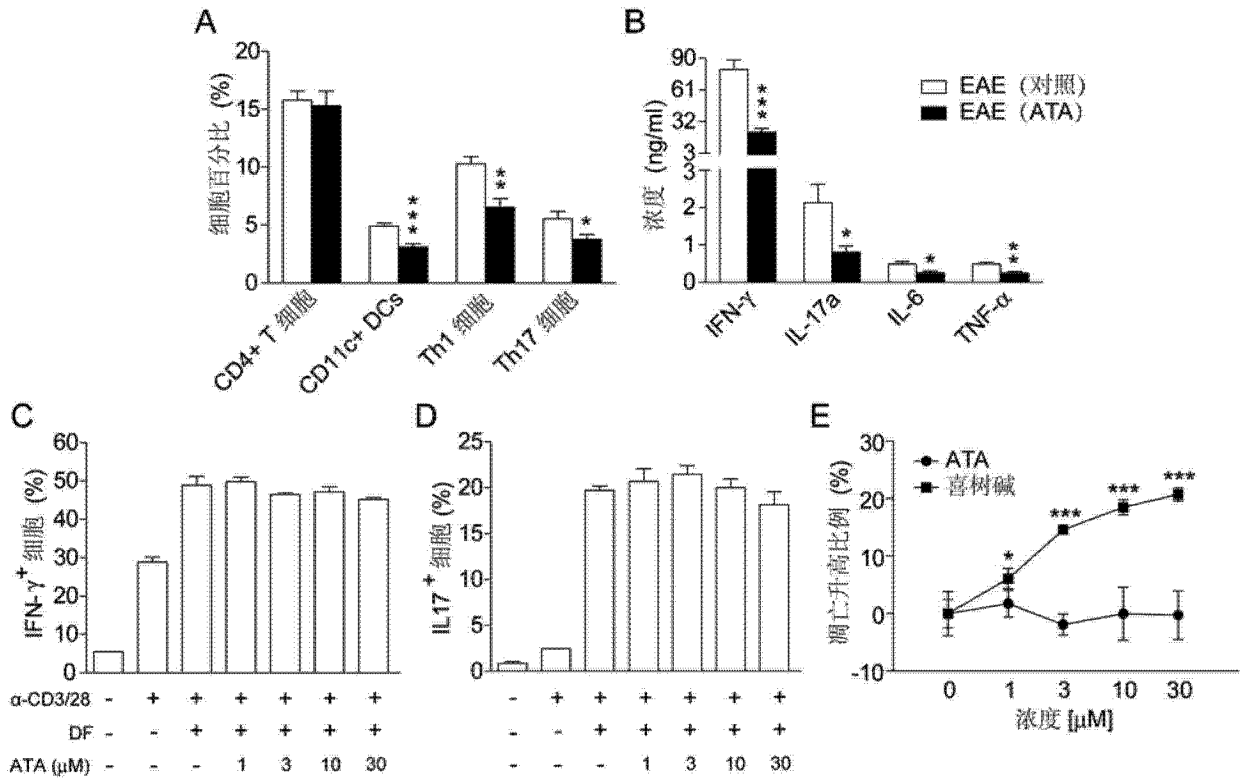 A
细胞百分比 (%)
20
15
10
5
0
***
**
*
CD4+ T 细胞
CD11c+ DCs
Th1 细胞
Th17 细胞
B
浓度 (ng/ml)
90
61
32
3
3
2
1
0
***
*
*
**
IFN-γ
IL-17a
IL-6
TNF-α
EAE (对照)
EAE (ATA)
C
IFN-γ+ 细胞 (%)
60
50
40
30
20
10
0
α-CD3/28 - + + + + + +
DF - - + + + + +
ATA (μM) - - - 1 3 10 30
D
IL17+ 细胞 (%)
25
20
15
10
5
0
- + + + + + +
- - + + + + +
- - - 1 3 10 30
E
凋亡升高比例 (%)
30
20
10
0
-10
ATA
喜树碱
*
***
***
***
0 1 3 10 30
浓度 [μM]